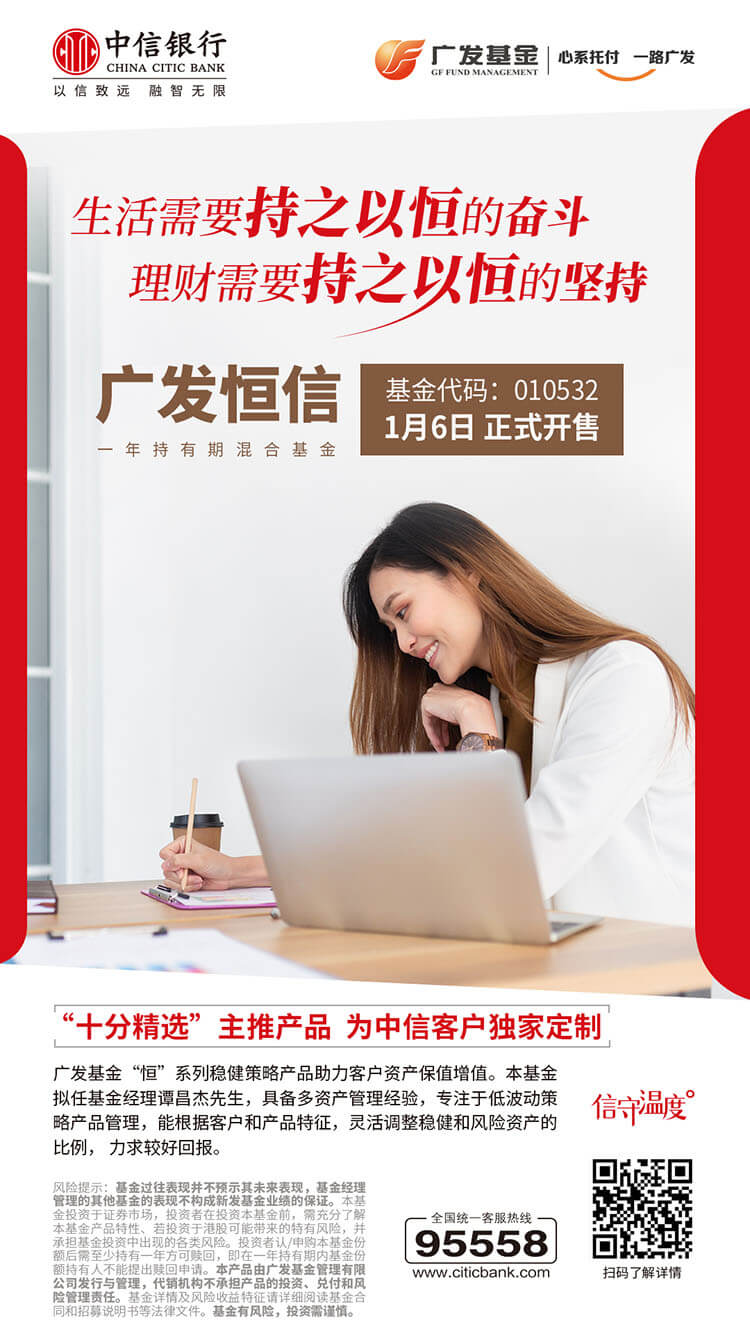 中信银行
CHINA CITIC BANK
以信致远 融智无限
广发基金
GF FUND MANAGEMENT
心系托付 一路广发
生活需要持之以恒的奋斗
理财需要持之以恒的坚持
广发恒信
一年持有期混合基金
基金代码：010532
1月6日 正式开售
“十分精选”主推产品 为中信客户独家定制
广发基金“恒”系列稳健策略产品助力客户资产保值增值。本基金
拟任基金经理谭昌杰先生，具备多资产管理经验，专注于低波动策
略产品管理，能根据客户和产品特征，灵活调整稳健和风险资产的
比例， 力求较好回报。
信守温度
风险提示：基金过往表现并不预示其未来表现，基金经理
管理的其他基金的表现不构成新发基金业绩的保证。本基
金投资于证券市场，投资者在投资本基金前，需充分了解
本基金产品特性、若投资于港股可能带来的特有风险，并
承担基金投资中出现的各类风险。投资者认/申购本基金份
额后需至少持有一年方可赎回，即在一年持有期内基金份
额持有人不能提出赎回申请。本产品由广发基金管理有限
公司发行与管理，代销机构不承担产品的投资、兑付和风
险管理责任。基金详情及风险收益特征请详细阅读基金合
同和招募说明书等法律文件。基金有风险，投资需谨慎。
全国统一客服热线
95558
www.citicbank.com
扫码了解详情